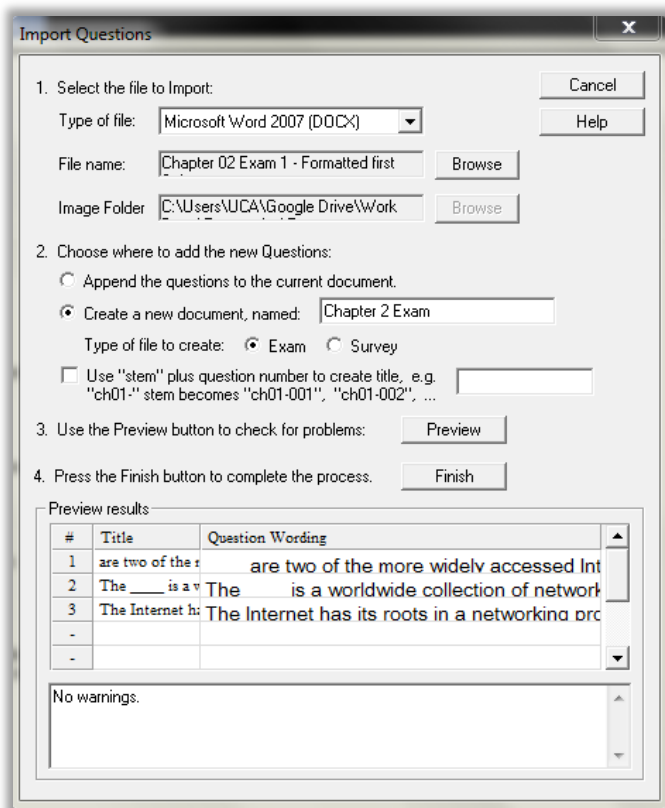 Import Questions
x
1. Select the file to Import:
Cancel
Type of file:
Microsoft Word 2007 (DOCX)
Help
File name:
Chapter 02 Exam 1 - Formatted first
Browse
Image Folder
C:\Users\UCA\Google Drive\Work
Browse
2. Choose where to add the new Questions:
Append the questions to the current document.
Create a new document, named:
Chapter 2 Exam
Type of file to create:
Exam
Survey
Use "stem" plus question number to create title, e.g.
"ch01-" stem becomes "ch01-001", "ch01-002", ...
3. Use the Preview button to check for problems:
Preview
4. Press the Finish button to complete the process.
Finish
Preview results
# Title Question Wording
1 are two of the are two of the more widely accessed Int
2 The ____ is a The ____ is a worldwide collection of network
3 The Internet ha The Internet has its roots in a networking pro
-
-
No warnings.